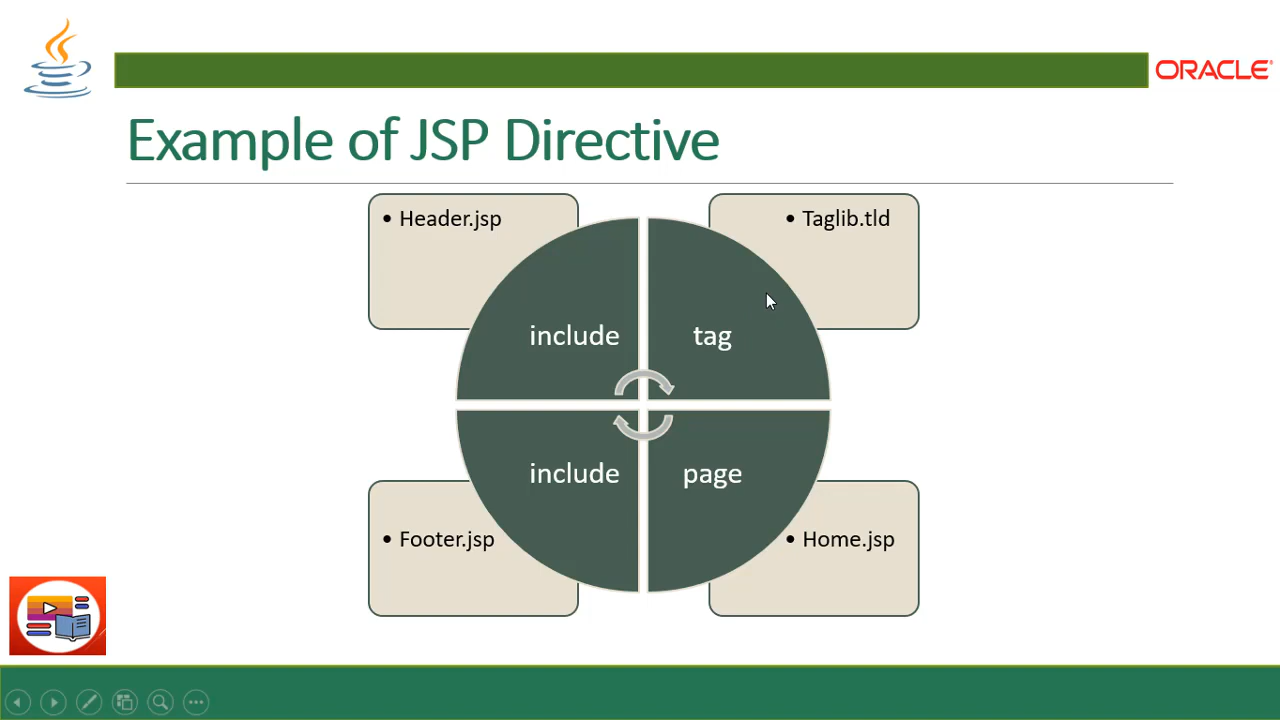 ORACLE
Example of JSP Directive
• Header.jsp
• Taglib.tld
include
tag
include
page
• Footer.jsp
• Home.jsp